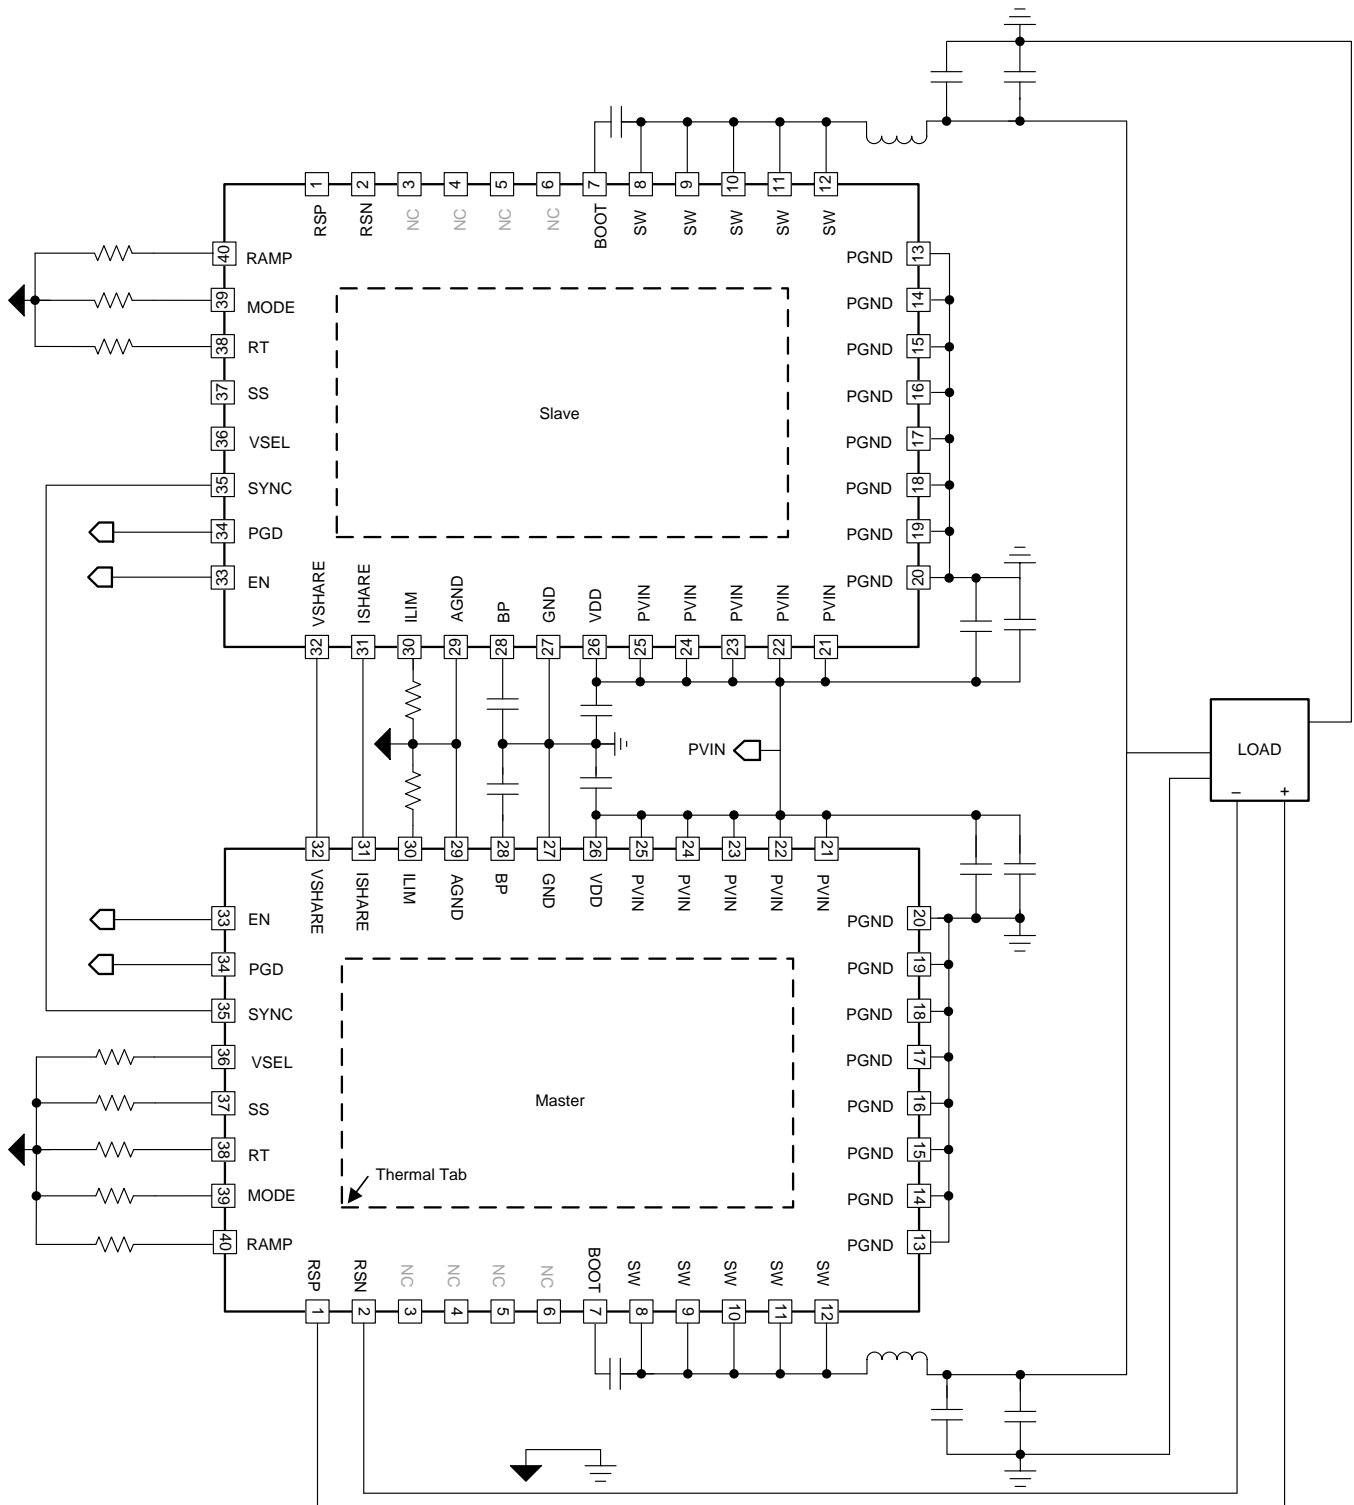 1 2 3 4 5 6 7 8 9 10 11 12
RSP RSN NC NC NC NC BOOT SW SW SW SW SW
40 RAMP
39 MODE
38 RT
37 SS
36 VSEL
35 SYNC
34 PGD
33 EN
Slave
PGND 13
PGND 14
PGND 15
PGND 16
PGND 17
PGND 18
PGND 19
PGND 20
VSHARE ISHARE ILIM AGND BP GND VDD PVIN PVIN PVIN PVIN PVIN
32 31 30 29 28 27 26 25 24 23 22 21
PVIN
LOAD
– +
32 31 30 29 28 27 26 25 24 23 22 21
VSHARE ISHARE ILIM AGND BP GND VDD PVIN PVIN PVIN PVIN PVIN
33 EN
34 PGD
35 SYNC
36 VSEL
37 SS
38 RT
39 MODE
40 RAMP
Master
Thermal Tab
PGND 20
PGND 19
PGND 18
PGND 17
PGND 16
PGND 15
PGND 14
PGND 13
RSP RSN NC NC NC NC BOOT SW SW SW SW SW
1 2 3 4 5 6 7 8 9 10 11 12